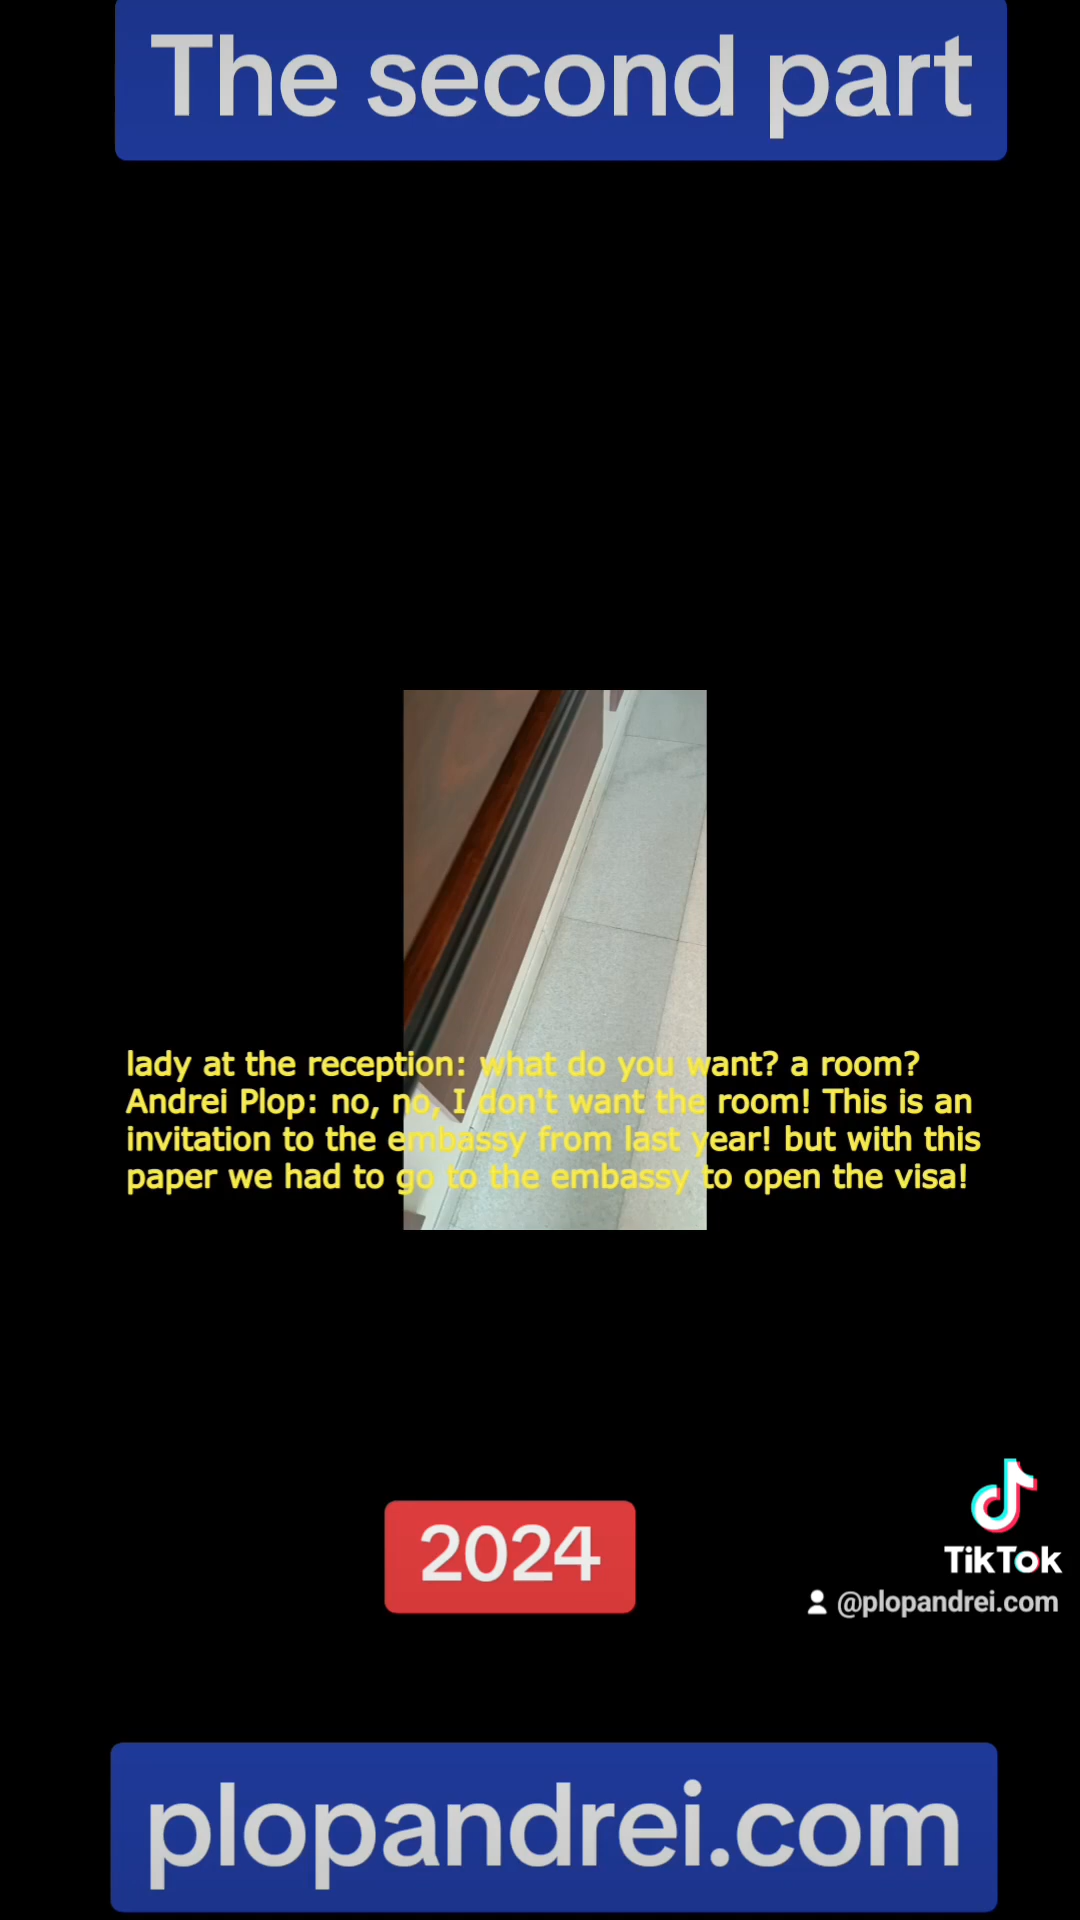 The second part
lady at the reception: what do you want? a room?
Andrei Plop: no, no, I don't want the room! This is an
invitation to the embassy from last year! but with this
paper we had to go to the embassy to open the visa!
2024
TikTok
@plopandrei.com
plopandrei.com